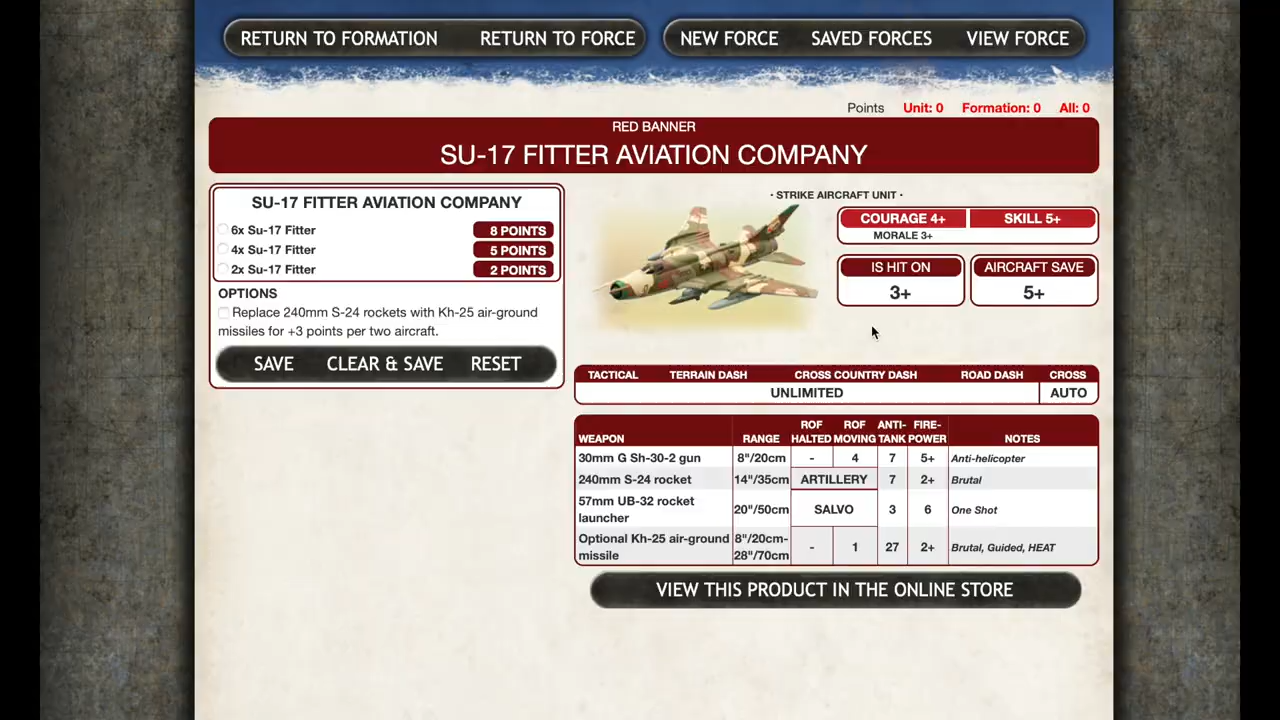 RETURN TO FORMATION RETURN TO FORCE NEW FORCE SAVED FORCES VIEW FORCE
Points Unit: 0 Formation: 0 All: 0
RED BANNER
SU-17 FITTER AVIATION COMPANY
SU-17 FITTER AVIATION COMPANY
6x Su-17 Fitter 8 POINTS
4x Su-17 Fitter 5 POINTS
2x Su-17 Fitter 2 POINTS
OPTIONS
Replace 240mm S-24 rockets with Kh-25 air-ground
missiles for +3 points per two aircraft.
SAVE CLEAR & SAVE RESET
· STRIKE AIRCRAFT UNIT ·
COURAGE 4+ SKILL 5+
MORALE 3+
IS HIT ON AIRCRAFT SAVE
3+ 5+
TACTICAL TERRAIN DASH CROSS COUNTRY DASH ROAD DASH CROSS
UNLIMITED AUTO
ROF ROF ANTI- FIRE-
WEAPON RANGE HALTED MOVING TANK POWER NOTES
30mm G Sh-30-2 gun 8"/20cm - 4 7 5+ Anti-helicopter
240mm S-24 rocket 14"/35cm ARTILLERY 7 2+ Brutal
57mm UB-32 rocket
launcher 20"/50cm SALVO 3 6 One Shot
Optional Kh-25 air-ground 8"/20cm-
missile 28"/70cm - 1 27 2+ Brutal, Guided, HEAT
VIEW THIS PRODUCT IN THE ONLINE STORE